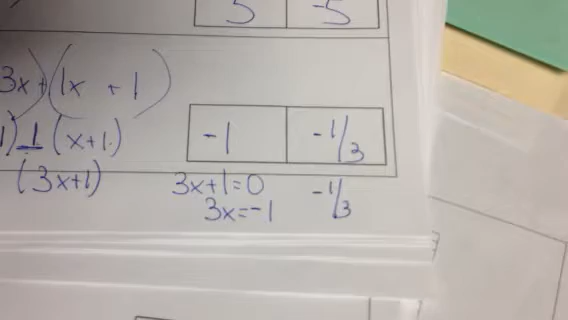 5 -5
3x+)(1x + 1)
1) 1 (x+1) -1 -1/3
(3x+1) 3x+1=0 -1/3
3x=-1